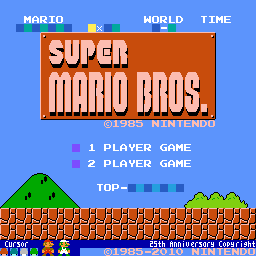 MARIO WORLD TIME
×
-
SUPER
MARIO BROS.
©1985 NINTENDO
1 PLAYER GAME
2 PLAYER GAME
TOP-
Cursor 25th Anniversary Copyright
©1985-2010 NINTENDO